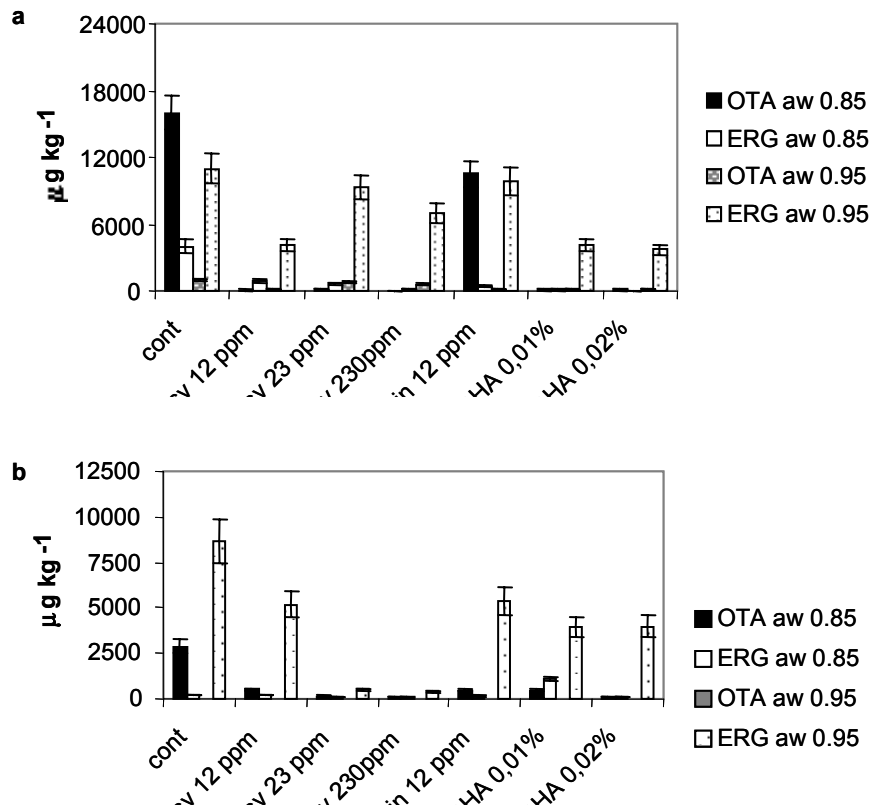 a
24000
18000
12000
6000
0
µg kg -1
cont
12 ppm
23 ppm
230ppm
12 ppm
HA 0,01%
HA 0,02%
OTA aw 0.85
ERG aw 0.85
OTA aw 0.95
ERG aw 0.95
b
12500
10000
7500
5000
2500
0
µg kg -1
cont
12 ppm
23 ppm
230ppm
12 ppm
HA 0,01%
HA 0,02%
OTA aw 0.85
ERG aw 0.85
OTA aw 0.95
ERG aw 0.95